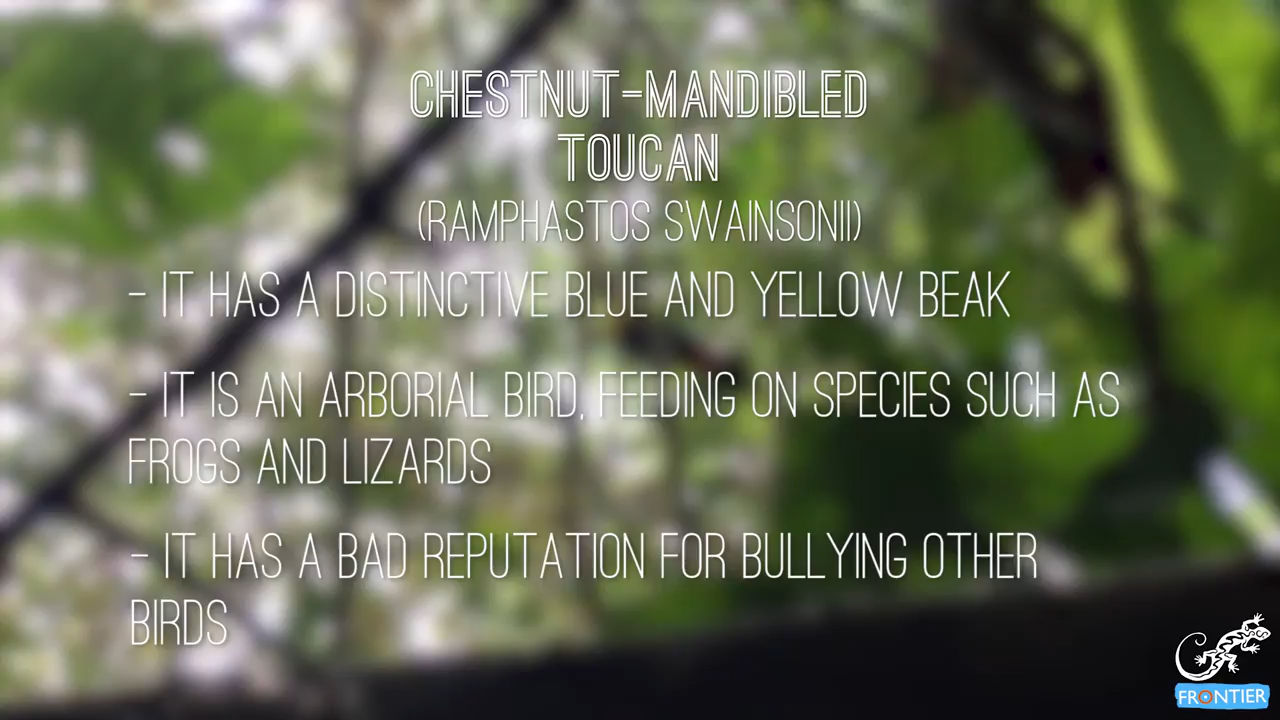 CHESTNUT-MANDIBLED
TOUCAN
(RAMPHASTOS SWAINSONII)
- IT HAS A DISTINCTIVE BLUE AND YELLOW BEAK
- IT IS AN ARBORIAL BIRD, FEEDING ON SPECIES SUCH AS
FROGS AND LIZARDS
- IT HAS A BAD REPUTATION FOR BULLYING OTHER
BIRDS
FRONTIER